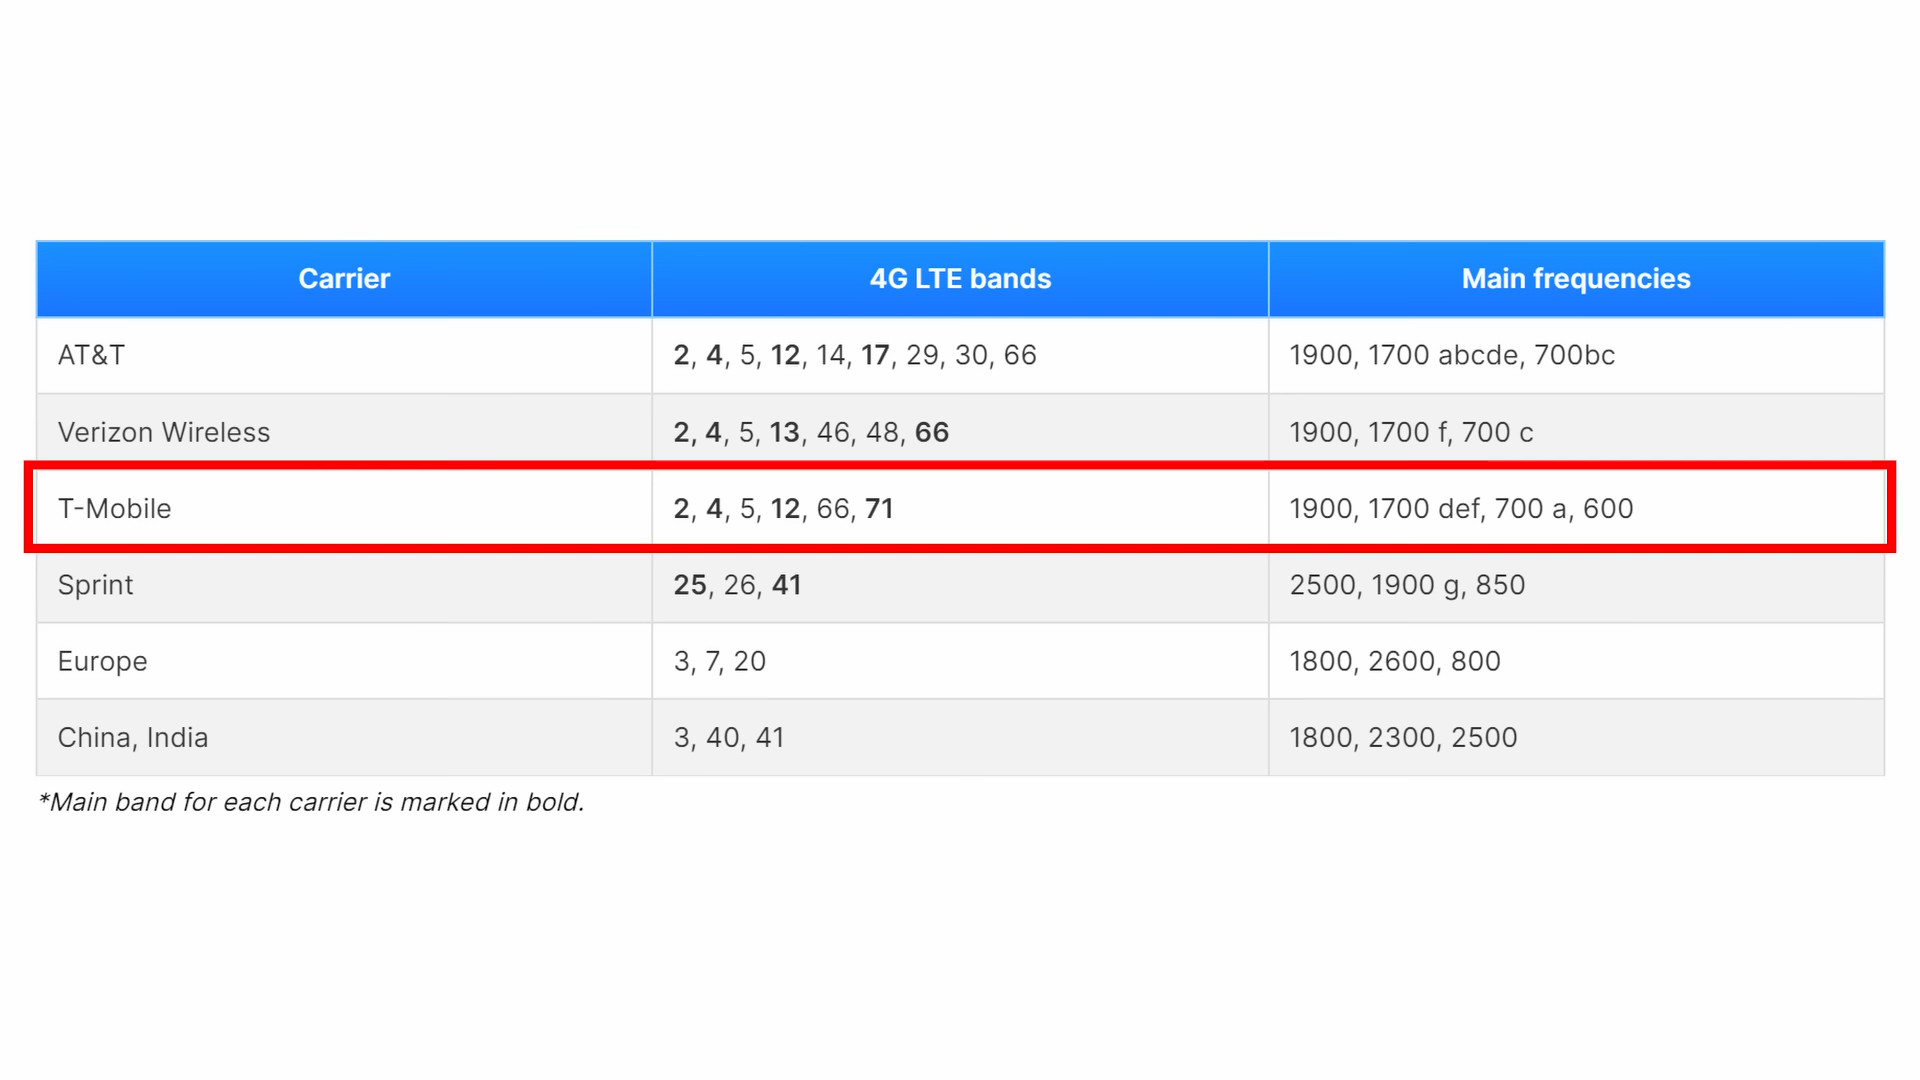 Carrier 4G LTE bands Main frequencies
AT&T 2, 4, 5, 12, 14, 17, 29, 30, 66 1900, 1700 abcde, 700bc
Verizon Wireless 2, 4, 5, 13, 46, 48, 66 1900, 1700 f, 700 c
T-Mobile 2, 4, 5, 12, 66, 71 1900, 1700 def, 700 a, 600
Sprint 25, 26, 41 2500, 1900 g, 850
Europe 3, 7, 20 1800, 2600, 800
China, India 3, 40, 41 1800, 2300, 2500
*Main band for each carrier is marked in bold.